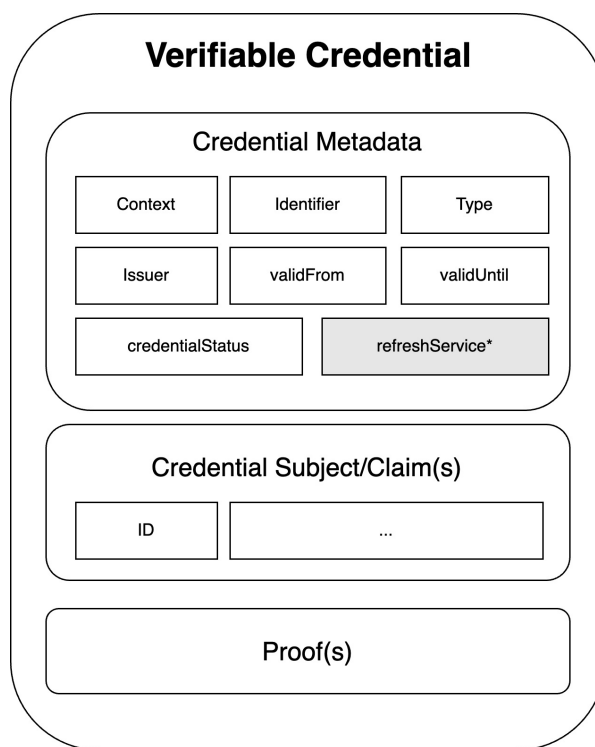 Verifiable Credential
Credential Metadata
Context
Identifier
Type
Issuer
validFrom
validUntil
credentialStatus
refreshService*
Credential Subject/Claim(s)
ID
...
Proof(s)